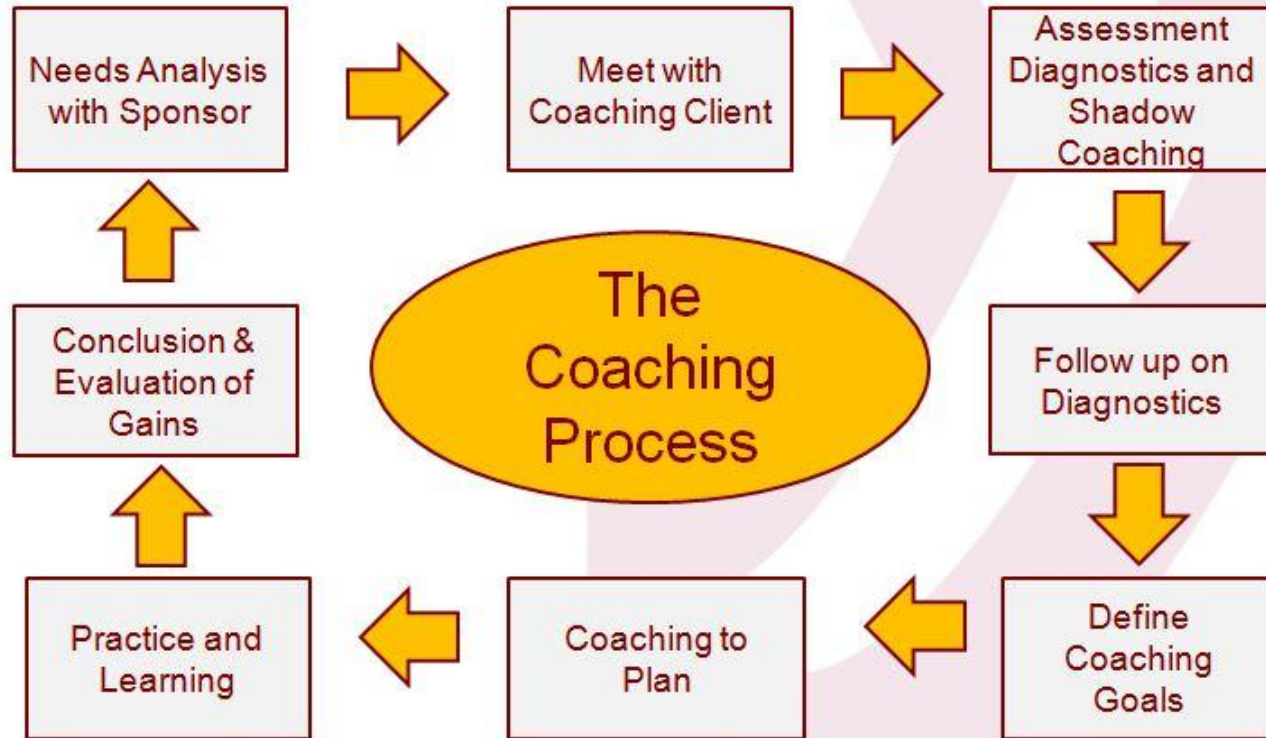 Needs Analysis
with Sponsor
Meet with
Coaching Client
Assessment
Diagnostics and
Shadow
Coaching
The
Coaching
Process
Conclusion &
Evaluation of
Gains
Follow up on
Diagnostics
Practice and
Learning
Coaching to
Plan
Define
Coaching
Goals